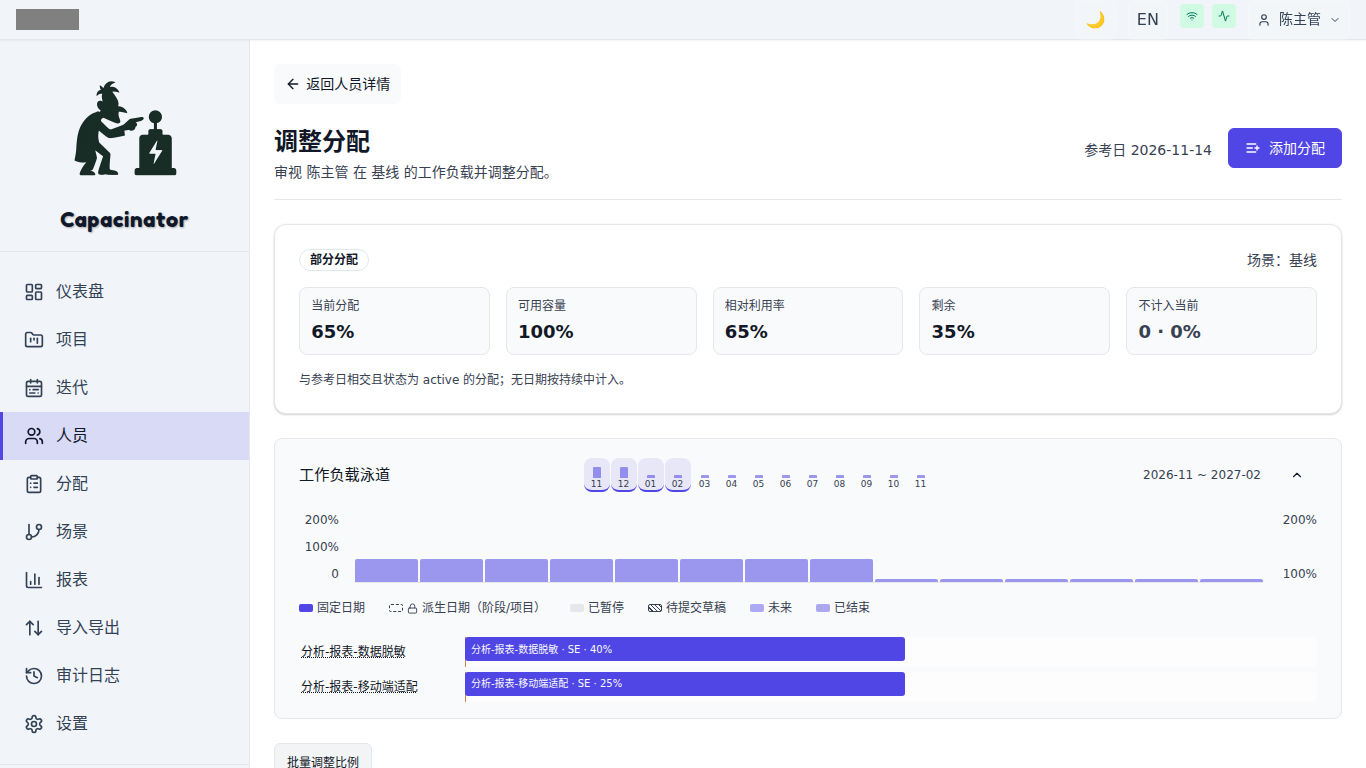 EN
陈主管
Capacinator
仪表盘
项目
迭代
人员
分配
场景
报表
导入导出
审计日志
设置
返回人员详情
调整分配
审视 陈主管 在 基线 的工作负载并调整分配。
参考日 2026-11-14
添加分配
部分分配
场景：基线
当前分配
65%
可用容量
100%
相对利用率
65%
剩余
35%
不计入当前
0 · 0%
与参考日相交且状态为 active 的分配；无日期按持续中计入。
工作负载泳道
11 12 01 02 03 04 05 06 07 08 09 10 11
2026-11 ~ 2027-02
200%
100%
0
200%
100%
固定日期 派生日期（阶段/项目） 已暂停 待提交草稿 未来 已结束
分析-报表-数据脱敏
分析-报表-数据脱敏 · SE · 40%
分析-报表-移动端适配
分析-报表-移动端适配 · SE · 25%
批量调整比例